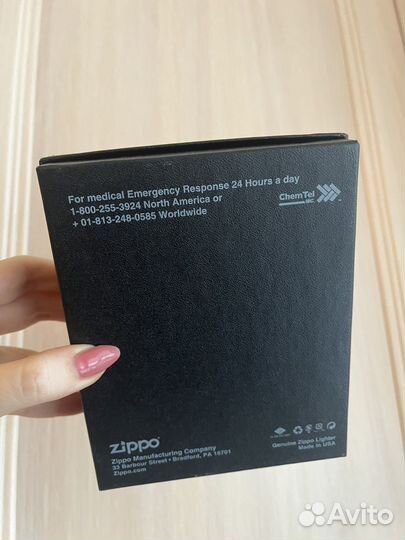 For medical Emergency Response 24 Hours a day
1-800-255-3924 North America or
+ 01-813-248-0585 Worldwide
ChemTel
INC.
zippo
Zippo Manufacturing Company
33 Barbour Street • Bradford, PA 16701
Zippo.com
Genuine Zippo Lighter
Made in USA
Avito